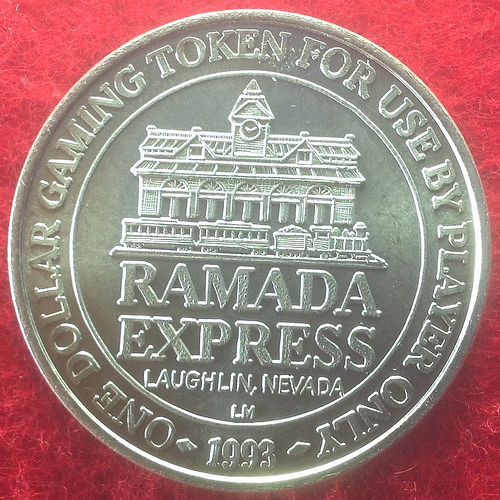 ONE DOLLAR GAMING TOKEN FOR USE BY PLAYER ONLY
RAMADA
EXPRESS
LAUGHLIN, NEVADA
LM
1993